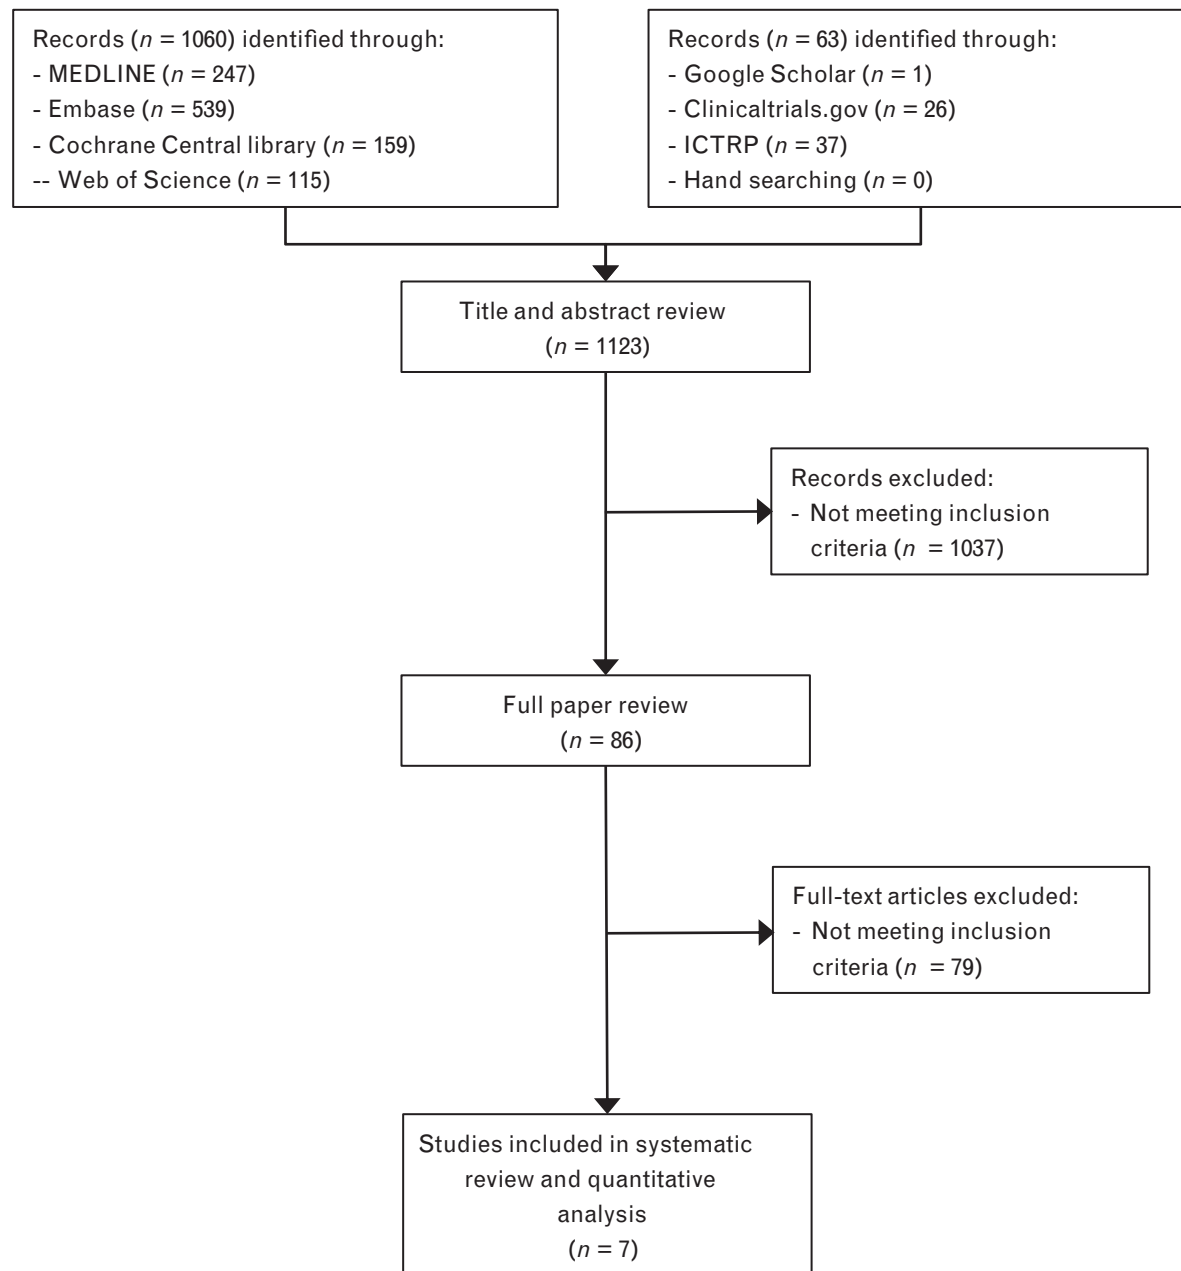 Records (n = 1060) identified through:
- MEDLINE (n = 247)
- Embase (n = 539)
- Cochrane Central library (n = 159)
-- Web of Science (n = 115)
Records (n = 63) identified through:
- Google Scholar (n = 1)
- Clinicaltrials.gov (n = 26)
- ICTRP (n = 37)
- Hand searching (n = 0)
Title and abstract review
(n = 1123)
Records excluded:
- Not meeting inclusion
criteria (n = 1037)
Full paper review
(n = 86)
Full-text articles excluded:
- Not meeting inclusion
criteria (n = 79)
Studies included in systematic
review and quantitative
analysis
(n = 7)